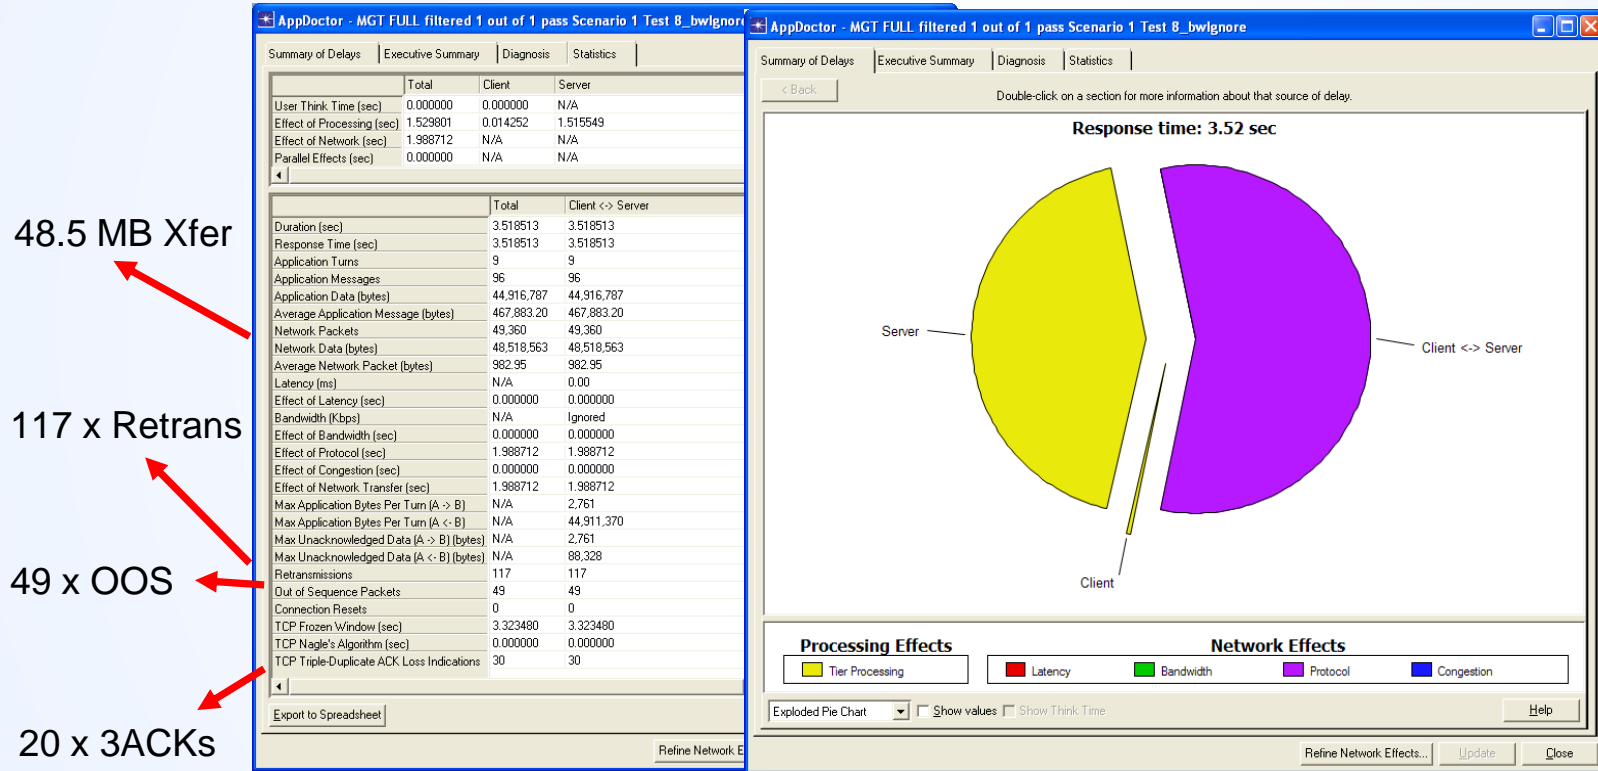 48.5 MB Xfer
117 x Retrans
49 x OOS
20 x 3ACKs
AppDoctor - MGT FULL filtered 1 out of 1 pass Scenario 1 Test 8_bwIgnore
Summary of Delays Executive Summary Diagnosis Statistics
Total Client Server
User Think Time (sec) 0.000000 0.000000 N/A
Effect of Processing (sec) 1.529801 0.014252 1.515549
Effect of Network (sec) 1.988712 N/A N/A
Parallel Effects (sec) 0.000000 N/A N/A
Total Client <-> Server
Duration (sec) 3.518513 3.518513
Response Time (sec) 3.518513 3.518513
Application Turns 9 9
Application Messages 96 96
Application Data (bytes) 44,916,787 44,916,787
Average Application Message (bytes) 467,883.20 467,883.20
Network Packets 49,360 49,360
Network Data (bytes) 48,518,563 48,518,563
Average Network Packet (bytes) 982.95 982.95
Latency (ms) N/A 0.00
Effect of Latency (sec) 0.000000 0.000000
Bandwidth (Kbps) N/A Ignored
Effect of Bandwidth (sec) 0.000000 0.000000
Effect of Protocol (sec) 1.988712 1.988712
Effect of Congestion (sec) 0.000000 0.000000
Effect of Network Transfer (sec) 1.988712 1.988712
Max Application Bytes Per Turn (A -> B) N/A 2,761
Max Application Bytes Per Turn (A <- B) N/A 44,911,370
Max Unacknowledged Data (A -> B) (bytes) N/A 2,761
Max Unacknowledged Data (A <- B) (bytes) N/A 88,328
Retransmissions 117 117
Out of Sequence Packets 49 49
Connection Resets 0 0
TCP Frozen Window (sec) 3.323480 3.323480
TCP Nagle's Algorithm (sec) 0.000000 0.000000
TCP Triple-Duplicate ACK Loss Indications 30 30
Export to Spreadsheet
Refine Network E
AppDoctor - MGT FULL filtered 1 out of 1 pass Scenario 1 Test 8_bwIgnore
Summary of Delays Executive Summary Diagnosis Statistics
< Back
Double-click on a section for more information about that source of delay.
Response time: 3.52 sec
Server
Client <-> Server
Client
Processing Effects Network Effects
Tier Processing Latency Bandwidth Protocol Congestion
Exploded Pie Chart Show values Show Think Time Help
Refine Network Effects... Update Close